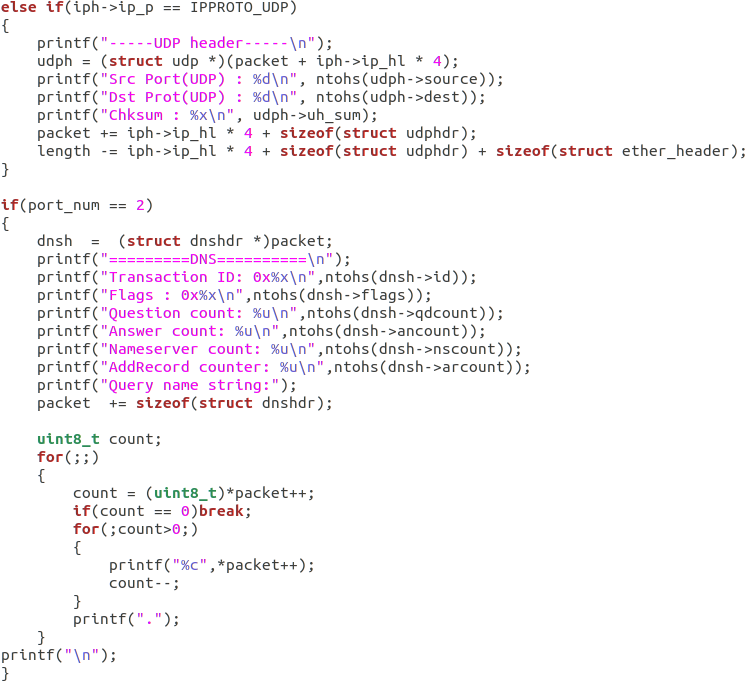 else if(iph->ip_p == IPPROTO_UDP)
{
    printf("-----UDP header-----\n");
    udph = (struct udp *)(packet + iph->ip_hl * 4);
    printf("Src Port(UDP) : %d\n", ntohs(udph->source));
    printf("Dst Prot(UDP) : %d\n", ntohs(udph->dest));
    printf("Chksum : %x\n", udph->uh_sum);
    packet += iph->ip_hl * 4 + sizeof(struct udphdr);
    length -= iph->ip_hl * 4 + sizeof(struct udphdr) + sizeof(struct ether_header);
}

if(port_num == 2)
{
    dnsh  =  (struct dnshdr *)packet;
    printf("=========DNS==========\n");
    printf("Transaction ID: 0x%x\n",ntohs(dnsh->id));
    printf("Flags : 0x%x\n",ntohs(dnsh->flags));
    printf("Question count: %u\n",ntohs(dnsh->qdcount));
    printf("Answer count: %u\n",ntohs(dnsh->ancount));
    printf("Nameserver count: %u\n",ntohs(dnsh->nscount));
    printf("AddRecord counter: %u\n",ntohs(dnsh->arcount));
    printf("Query name string:");
    packet  += sizeof(struct dnshdr);

    uint8_t count;
    for(;;)
    {
        count = (uint8_t)*packet++;
        if(count == 0)break;
        for(;count>0;)
        {
            printf("%c",*packet++);
            count--;
        }
        printf(".");
    }
printf("\n");
}